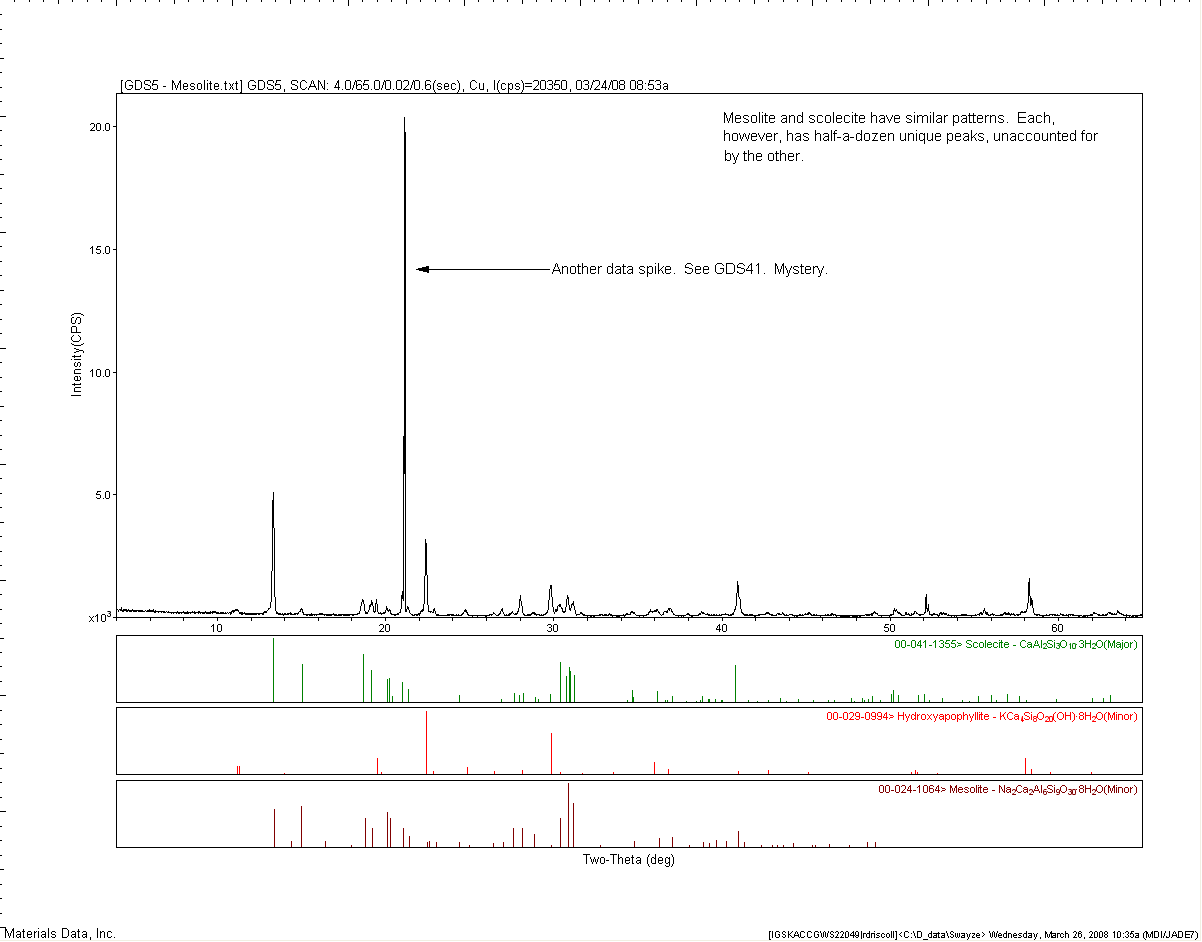 [GDS5 - Mesolite.txt] GDS5, SCAN: 4.0/65.0/0.02/0.6(sec), Cu, I(cps)=20350, 03/24/08 08:53a
Mesolite and scolecite have similar patterns.  Each,
however, has half-a-dozen unique peaks, unaccounted for
by the other.
20.0
15.0
Another data spike.  See GDS41.  Mystery.
Intensity(CPS)
10.0
5.0
x10^3
10 20 30 40 50 60
00-041-1355> Scolecite - CaAl2Si3O10·3H2O(Major)
00-029-0994> Hydroxyapophyllite - KCa4Si8O20(OH)·8H2O(Minor)
00-024-1064> Mesolite - Na2Ca2Al6Si9O30·8H2O(Minor)
Two-Theta (deg)
Materials Data, Inc.
[IGSKACCGWS22049|rdriscoll]<C:\D_data\Swayze> Wednesday, March 26, 2008 10:35a (MDI/JADE7)